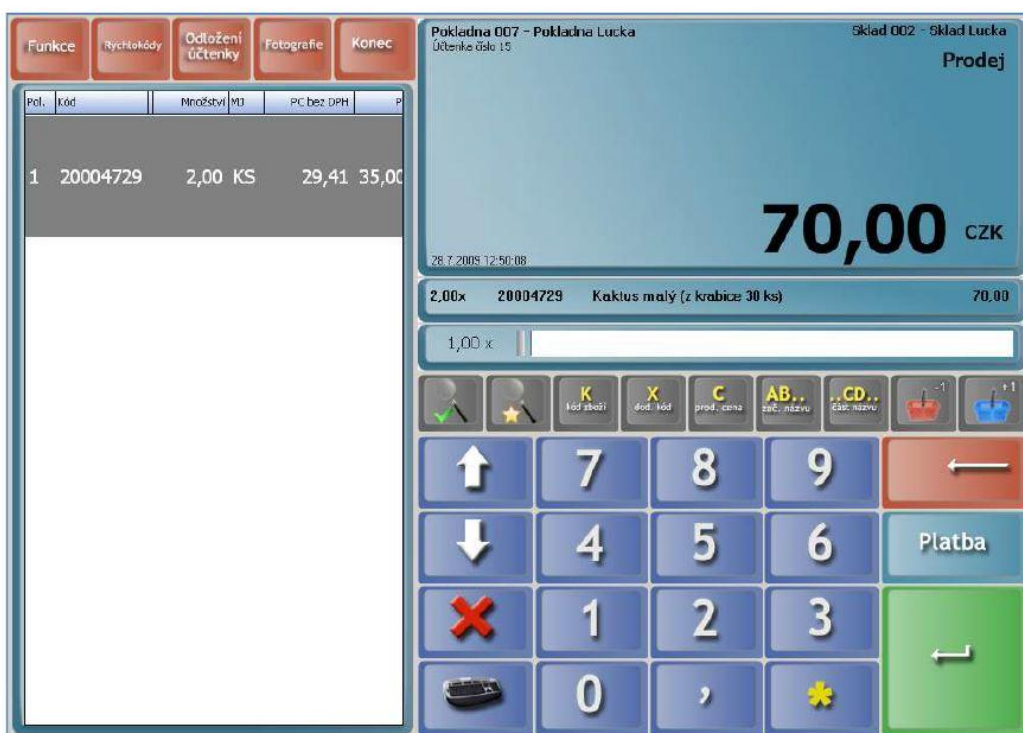 Funkce
Rychlokódy
Odložení
účtenky
Fotografie
Konec
Pol. Kód Množství MJ PC bez DPH P
1 20004729 2,00 KS 29,41 35,00
Pokladna 007 - Pokladna Lucka
Účtenka číslo 15
Sklad 002 - Sklad Lucka
Prodej
70,00 CZK
28.7.2009 12:50:08
2,00x 20004729 Kaktus malý (z krabice 30 ks) 70,00
1,00 x
K
kód zboží
X
dod. kód
C
prod. cena
AB..
zač. názvu
..CD..
část názvu
-1
+1
7 8 9
4 5 6
Platba
1 2 3
0 , *